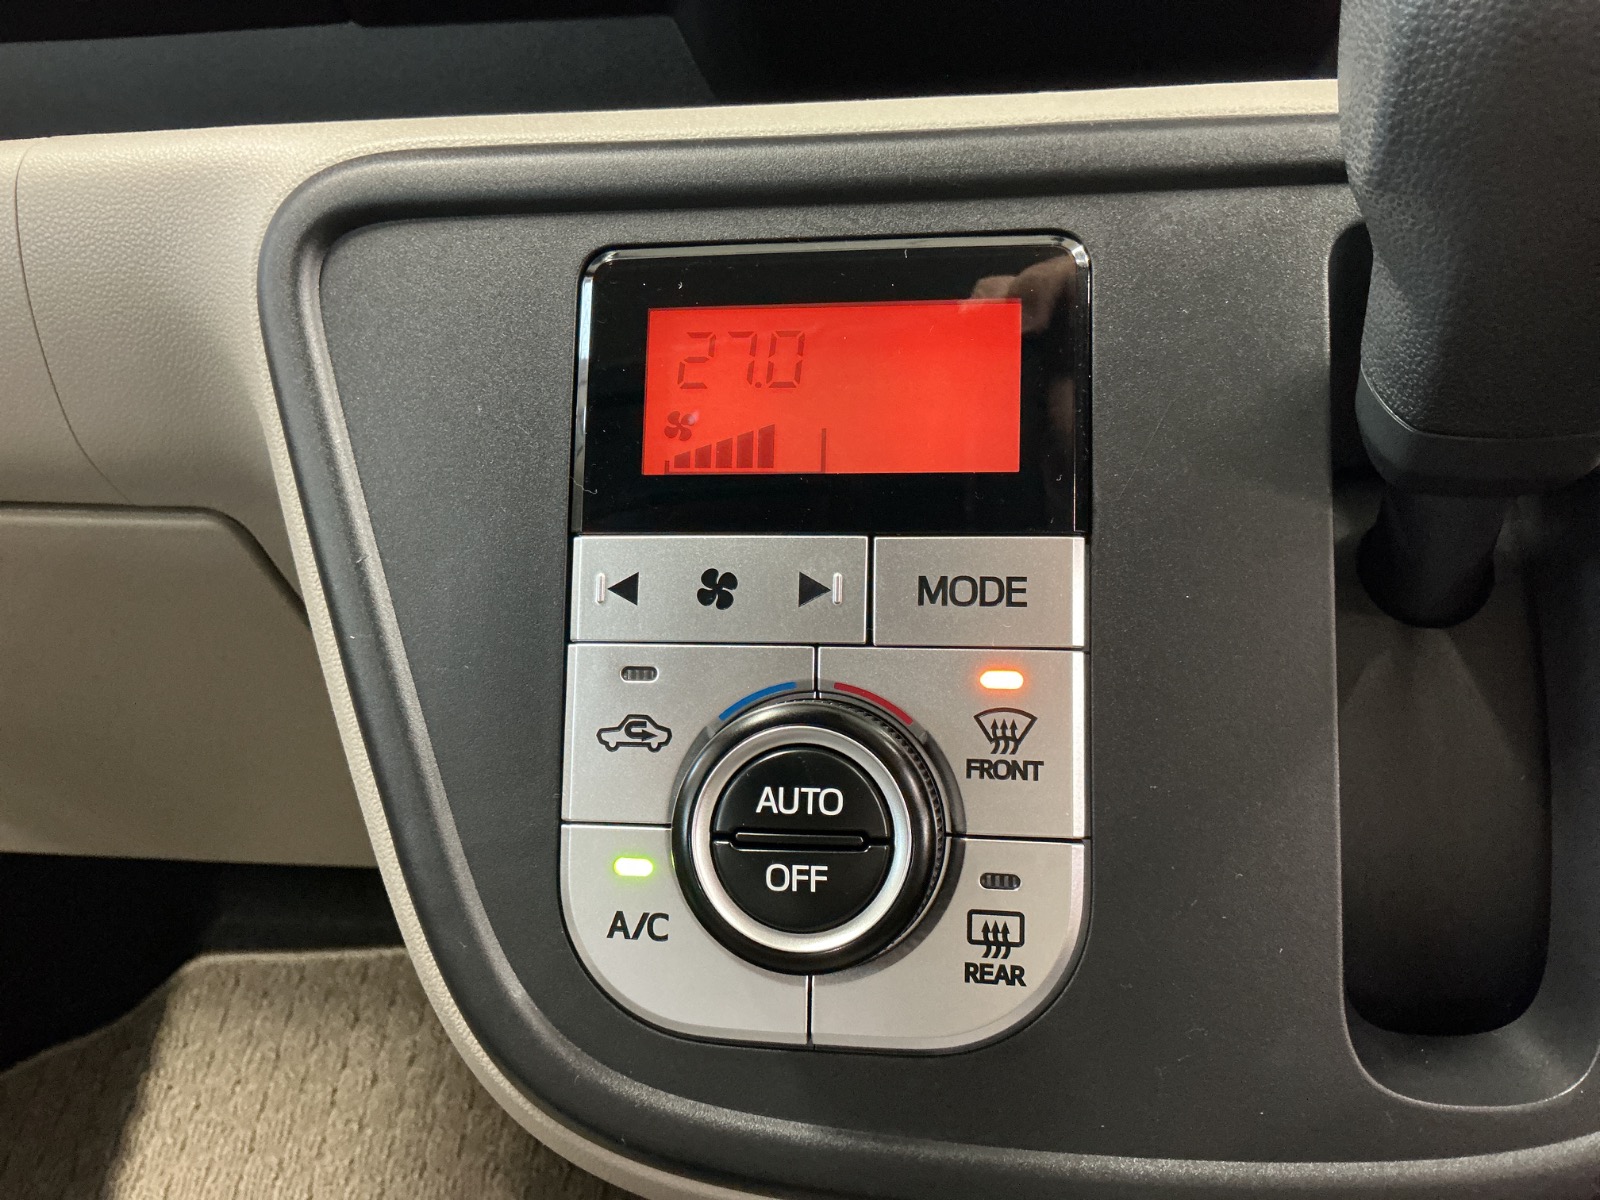 27.0
MODE
FRONT
AUTO
OFF
A/C
REAR